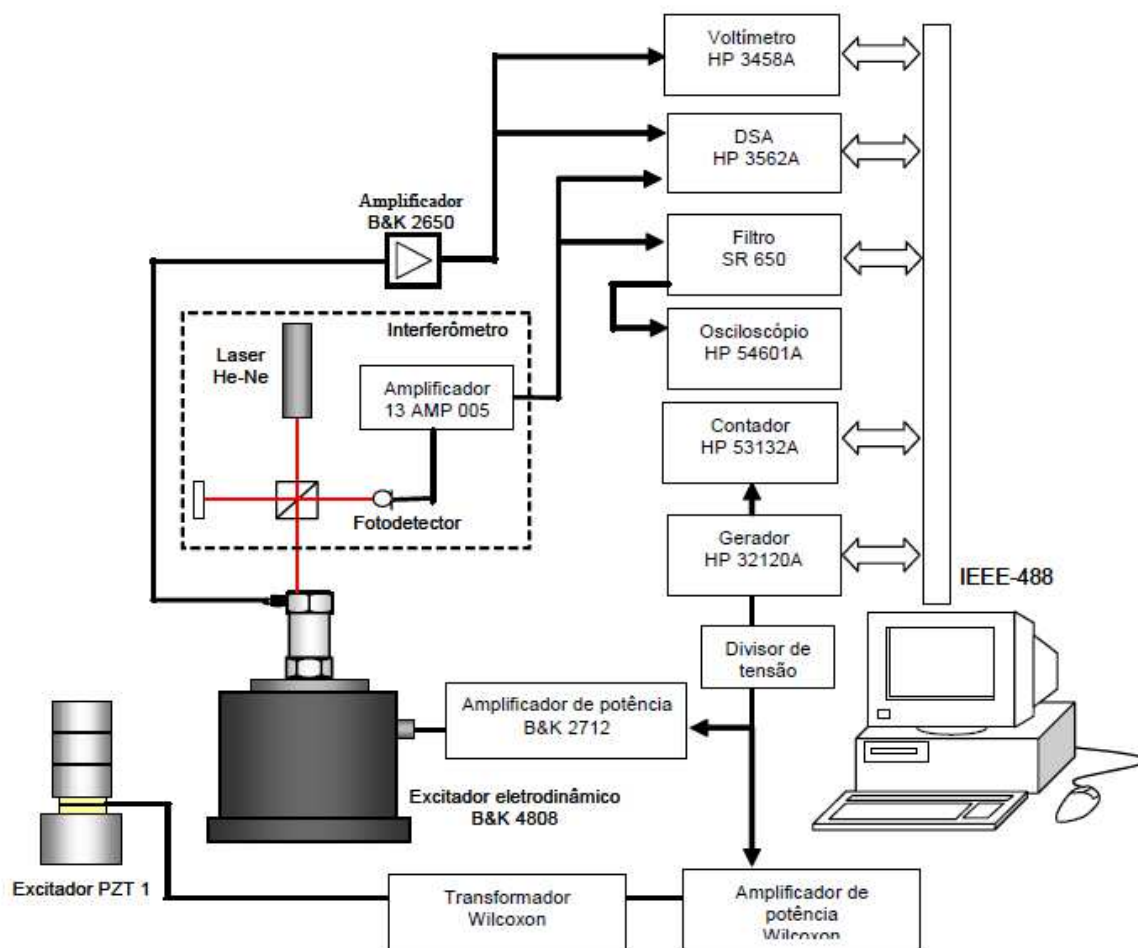 Voltímetro
HP 3458A
DSA
HP 3562A
Amplificador
B&K 2650
Filtro
SR 650
Interferômetro
Osciloscópio
HP 54601A
Laser
He-Ne
Amplificador
13 AMP 005
Contador
HP 53132A
Fotodetector
Gerador
HP 32120A
IEEE-488
Divisor de
tensão
Amplificador de potência
B&K 2712
Excitador eletrodinâmico
B&K 4808
Excitador PZT 1
Transformador
Wilcoxon
Amplificador de
potência
Wilcoxon